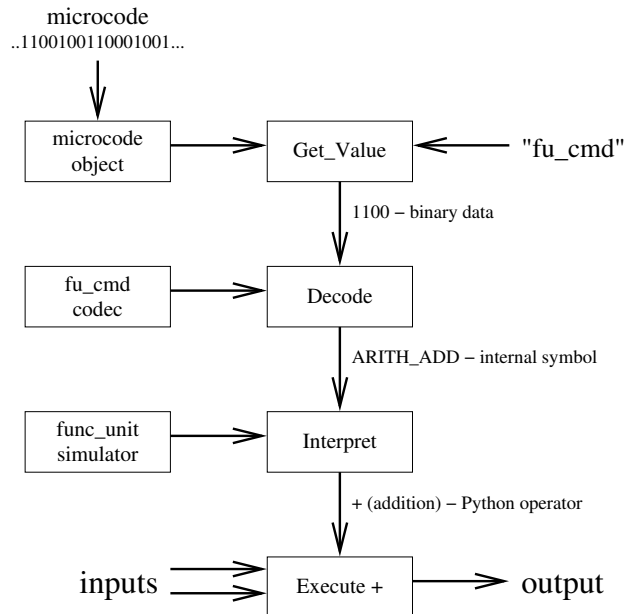 microcode
..1100100110001001...
microcode
object
Get_Value
"fu_cmd"
1100 – binary data
fu_cmd
codec
Decode
ARITH_ADD – internal symbol
func_unit
simulator
Interpret
+ (addition) – Python operator
inputs
Execute +
output